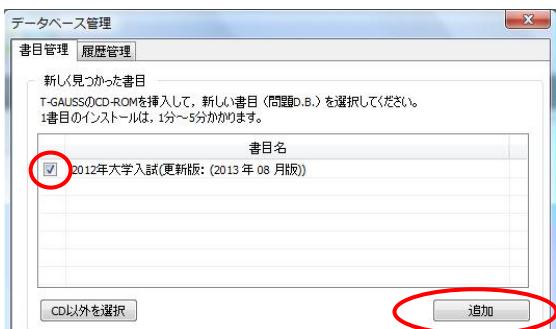 データベース管理
書目管理 履歴管理
新しく見つかった書目
T-GAUSSのCD-ROMを挿入して，新しい書目（問題D.B.）を選択してください。
1書目のインストールは，1分～5分かかります。
書目名
2012年大学入試(更新版: (2013 年 08 月版))
CD以外を選択 追加